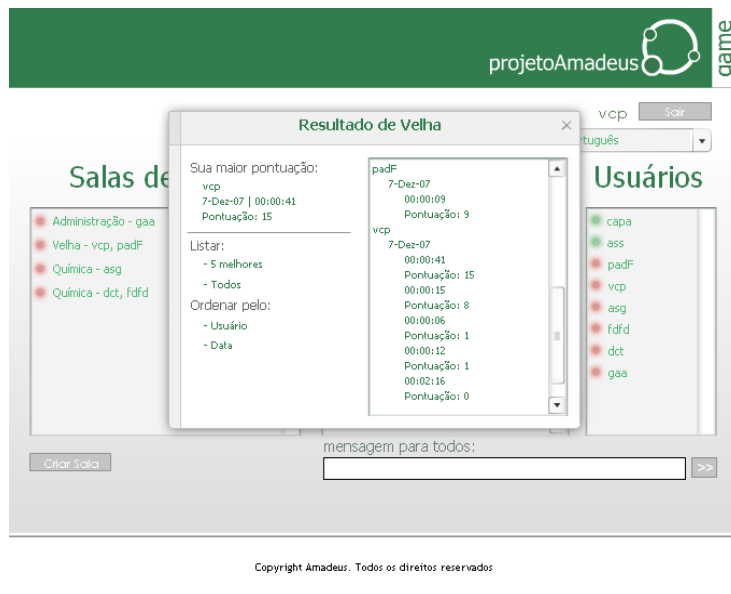 projetoAmadeus
game
vcp
Sair
tuguês
Salas de
Usuários
Administração - gaa
Velha - vcp, padF
Química - asg
Química - dct, fdfd
Resultado de Velha
Sua maior pontuação:
vcp
7-Dez-07 | 00:00:41
Pontuação: 15
Listar:
- 5 melhores
- Todos
Ordenar pelo:
- Usuário
- Data
padF
7-Dez-07
00:00:09
Pontuação: 9
vcp
7-Dez-07
00:00:41
Pontuação: 15
00:00:15
Pontuação: 8
00:00:06
Pontuação: 1
00:00:12
Pontuação: 1
00:02:16
Pontuação: 0
capa
ass
padF
vcp
asg
fdfd
dct
gaa
Criar Sala
mensagem para todos:
>>
Copyright Amadeus. Todos os direitos reservados